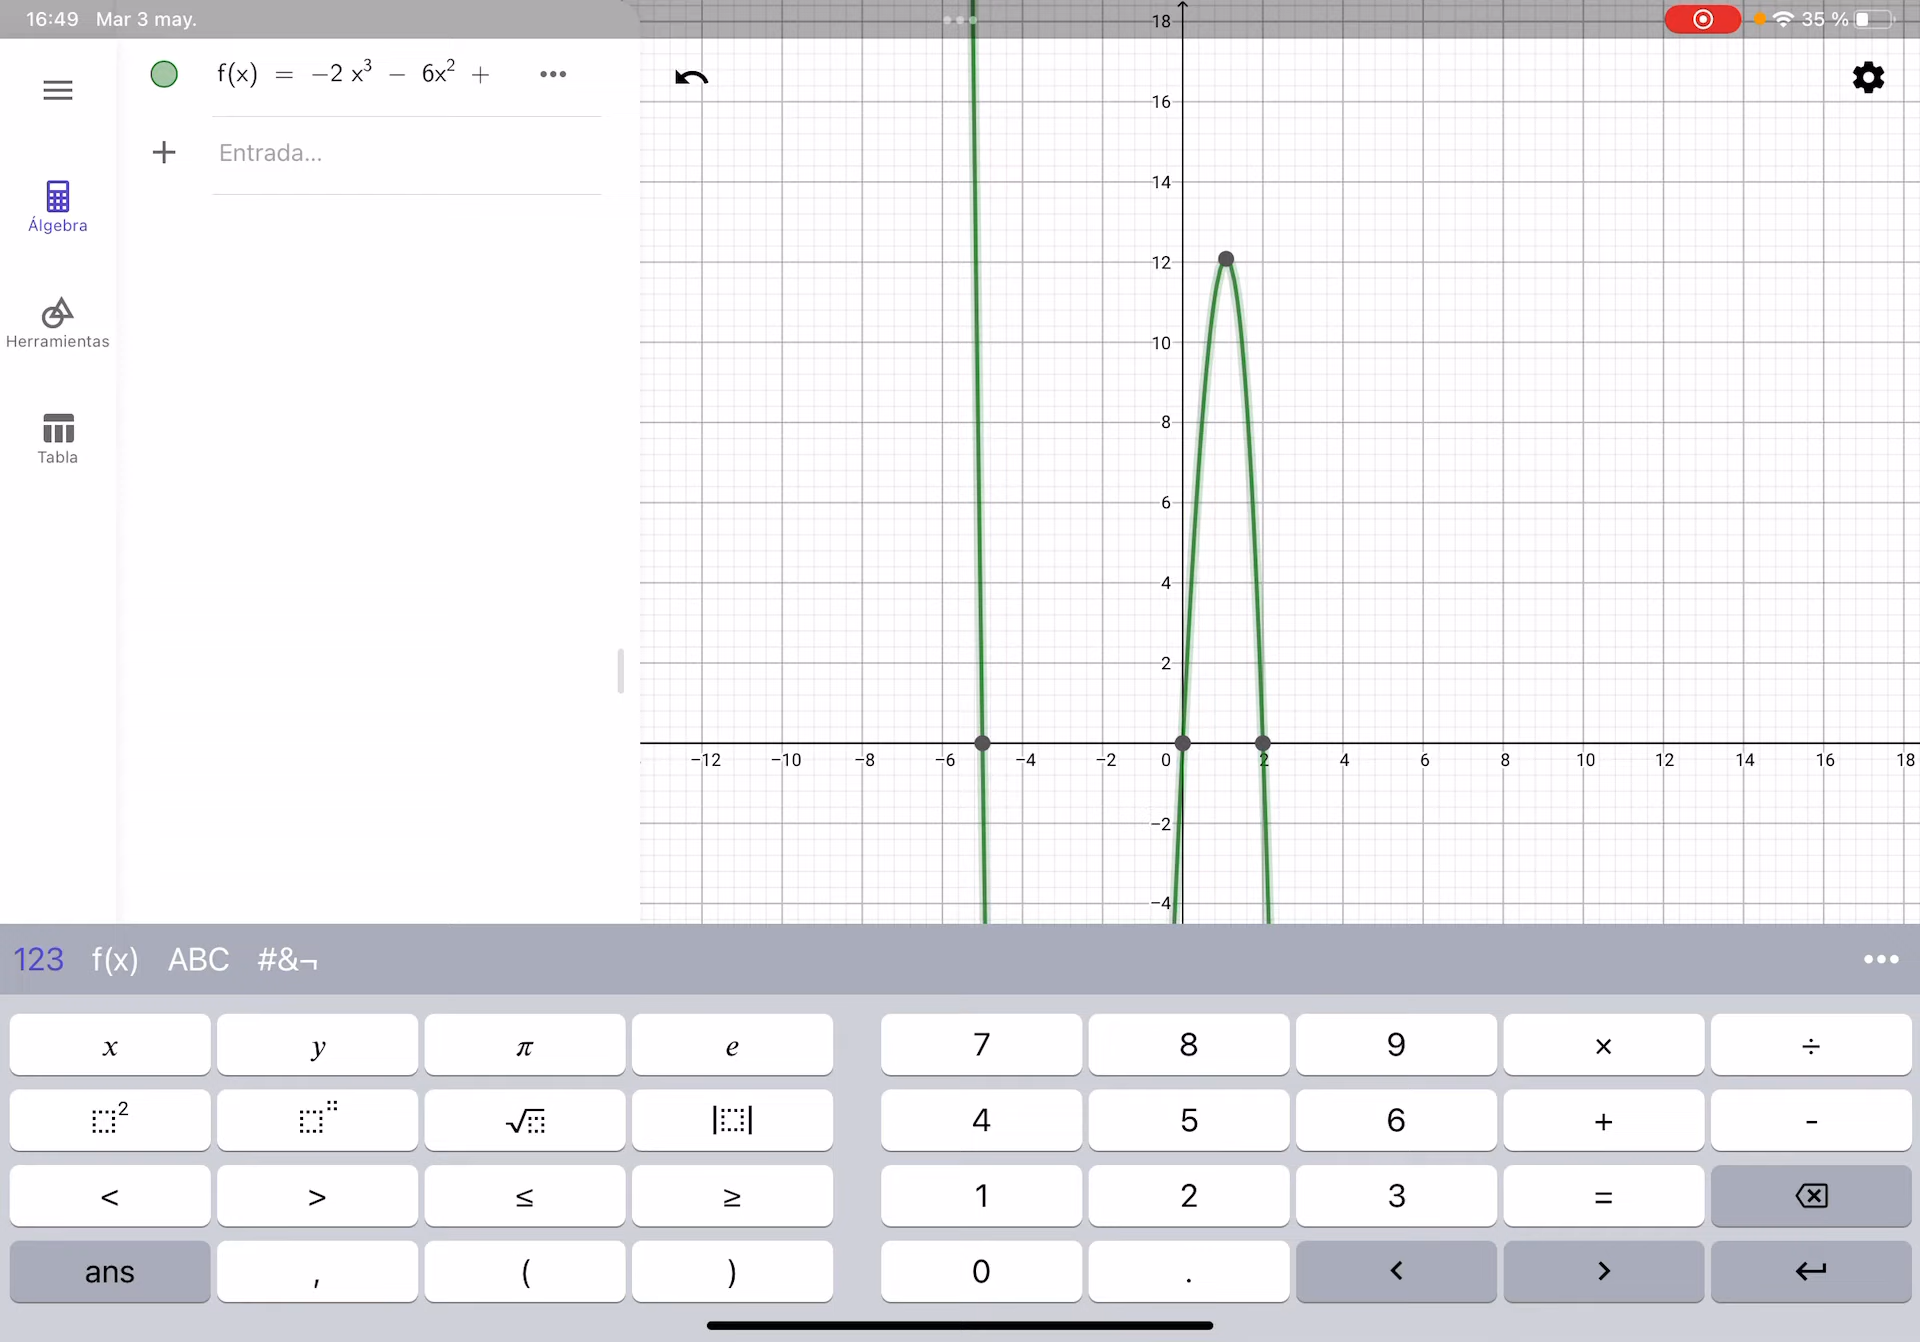 16:49 Mar 3 may.
35 %
f(x) = −2 x³ − 6x² +
Entrada...
Álgebra
Herramientas
Tabla
18
16
14
12
10
8
6
4
2
−12 −10 −8 −6 −4 −2 0 2 4 6 8 10 12 14 16 18
−2
−4
123 f(x) ABC #&¬
x y π e 7 8 9 × ÷
2 √ | | 4 5 6 + -
< > ≤ ≥ 1 2 3 =
ans , ( ) 0 . < >